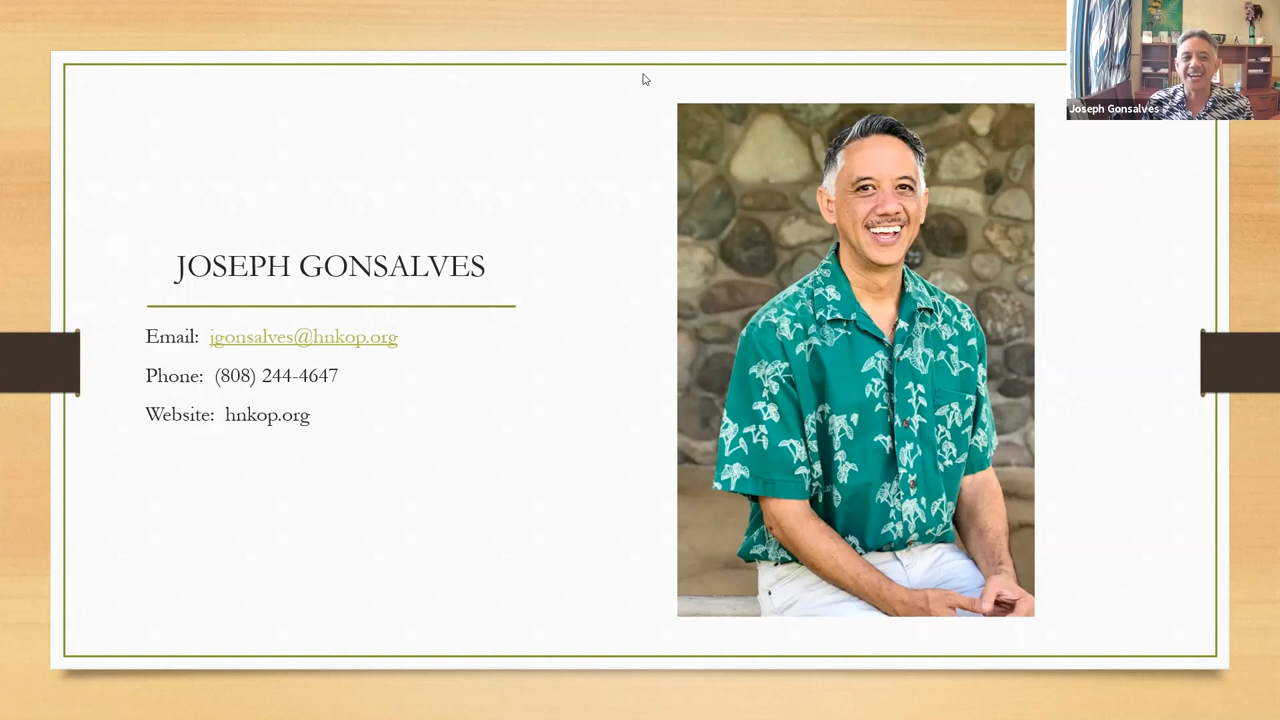 Joseph Gonsalves
JOSEPH GONSALVES
Email: jgonsalves@hnkop.org
Phone: (808) 244-4647
Website: hnkop.org